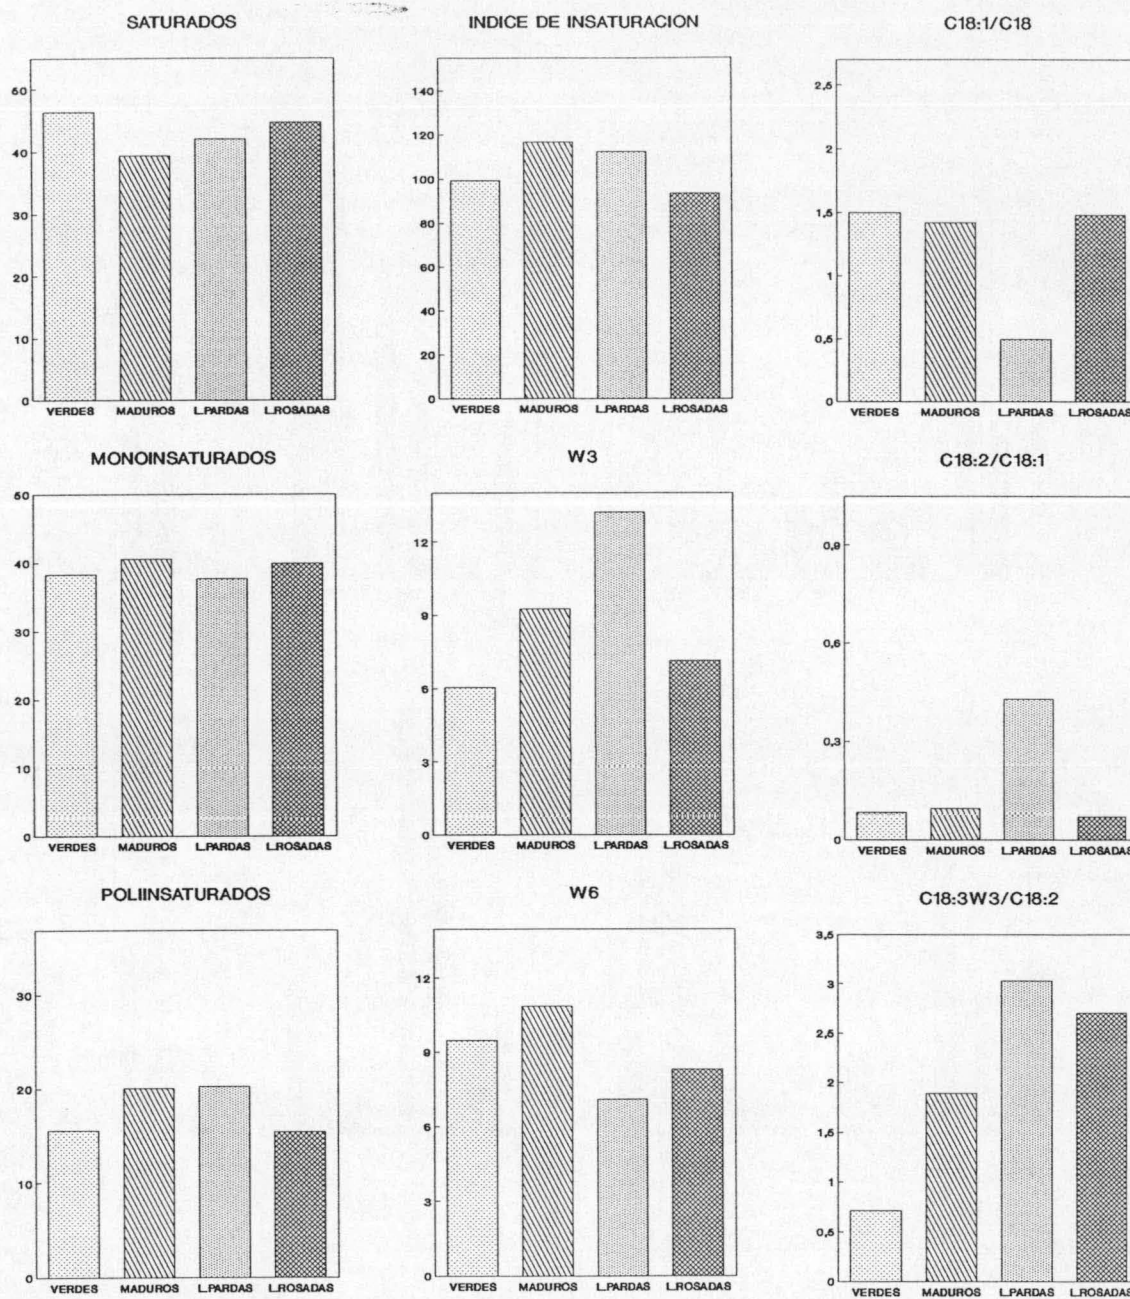 SATURADOS
50
40
30
20
10
0
VERDES MADUROS L.PARDAS L.ROSADAS
INDICE DE INSATURACION
140
120
100
80
60
40
20
0
VERDES MADUROS L.PARDAS L.ROSADAS
C18:1/C18
2,5
2
1,5
1
0,5
0
VERDES MADUROS L.PARDAS L.ROSADAS
MONOINSATURADOS
50
40
30
20
10
0
VERDES MADUROS L.PARDAS L.ROSADAS
W3
12
9
6
3
0
VERDES MADUROS L.PARDAS L.ROSADAS
C18:2/C18:1
0,9
0,6
0,3
0
VERDES MADUROS L.PARDAS L.ROSADAS
POLIINSATURADOS
30
20
10
0
VERDES MADUROS L.PARDAS L.ROSADAS
W6
12
9
6
3
0
VERDES MADUROS L.PARDAS L.ROSADAS
C18:3W3/C18:2
3,5
3
2,5
2
1,5
1
0,5
0
VERDES MADUROS L.PARDAS L.ROSADAS